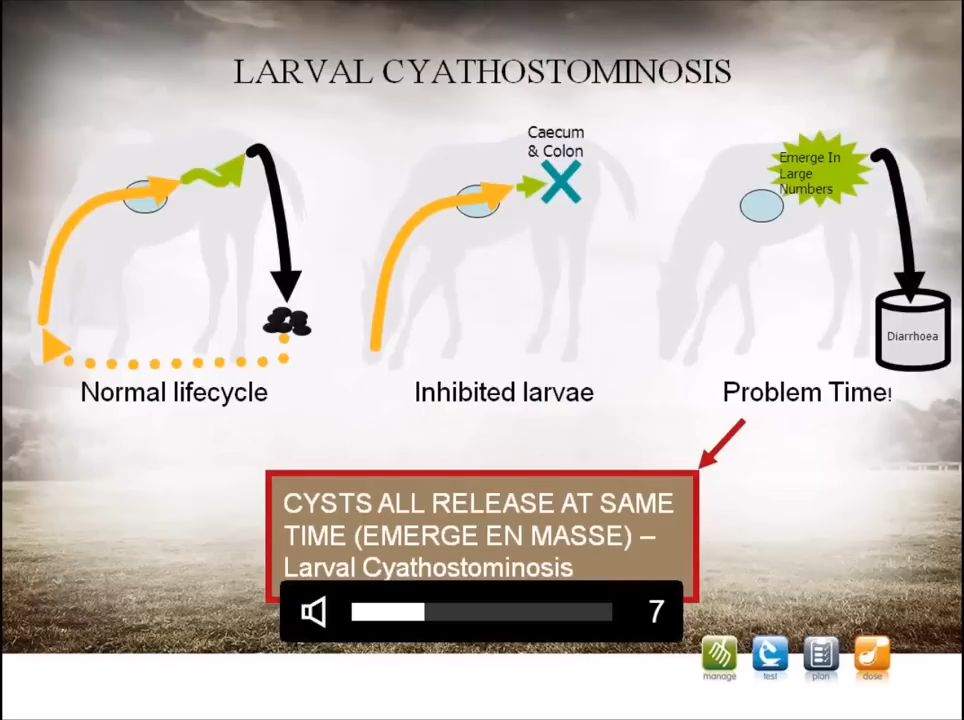 LARVAL CYATHOSTOMINOSIS
Caecum
& Colon
Emerge In
Large
Numbers
Diarrhoea
Normal lifecycle
Inhibited larvae
Problem Time!
CYSTS ALL RELEASE AT SAME
TIME (EMERGE EN MASSE) –
Larval Cyathostominosis
7
manage
test
plan
dose